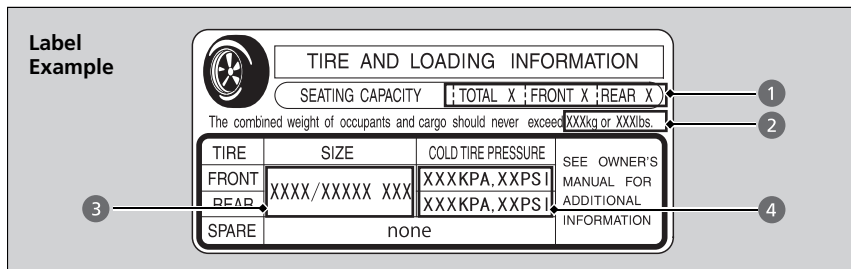 Label
Example
TIRE AND LOADING INFORMATION
SEATING CAPACITY TOTAL X FRONT X REAR X
1
The combined weight of occupants and cargo should never exceed XXXkg or XXXlbs.
2
TIRE SIZE COLD TIRE PRESSURE
SEE OWNER'S
MANUAL FOR
ADDITIONAL
INFORMATION
FRONT XXXX/XXXXX XXX XXXKPA,XXPSI
REAR XXXKPA,XXPSI
3
4
SPARE none